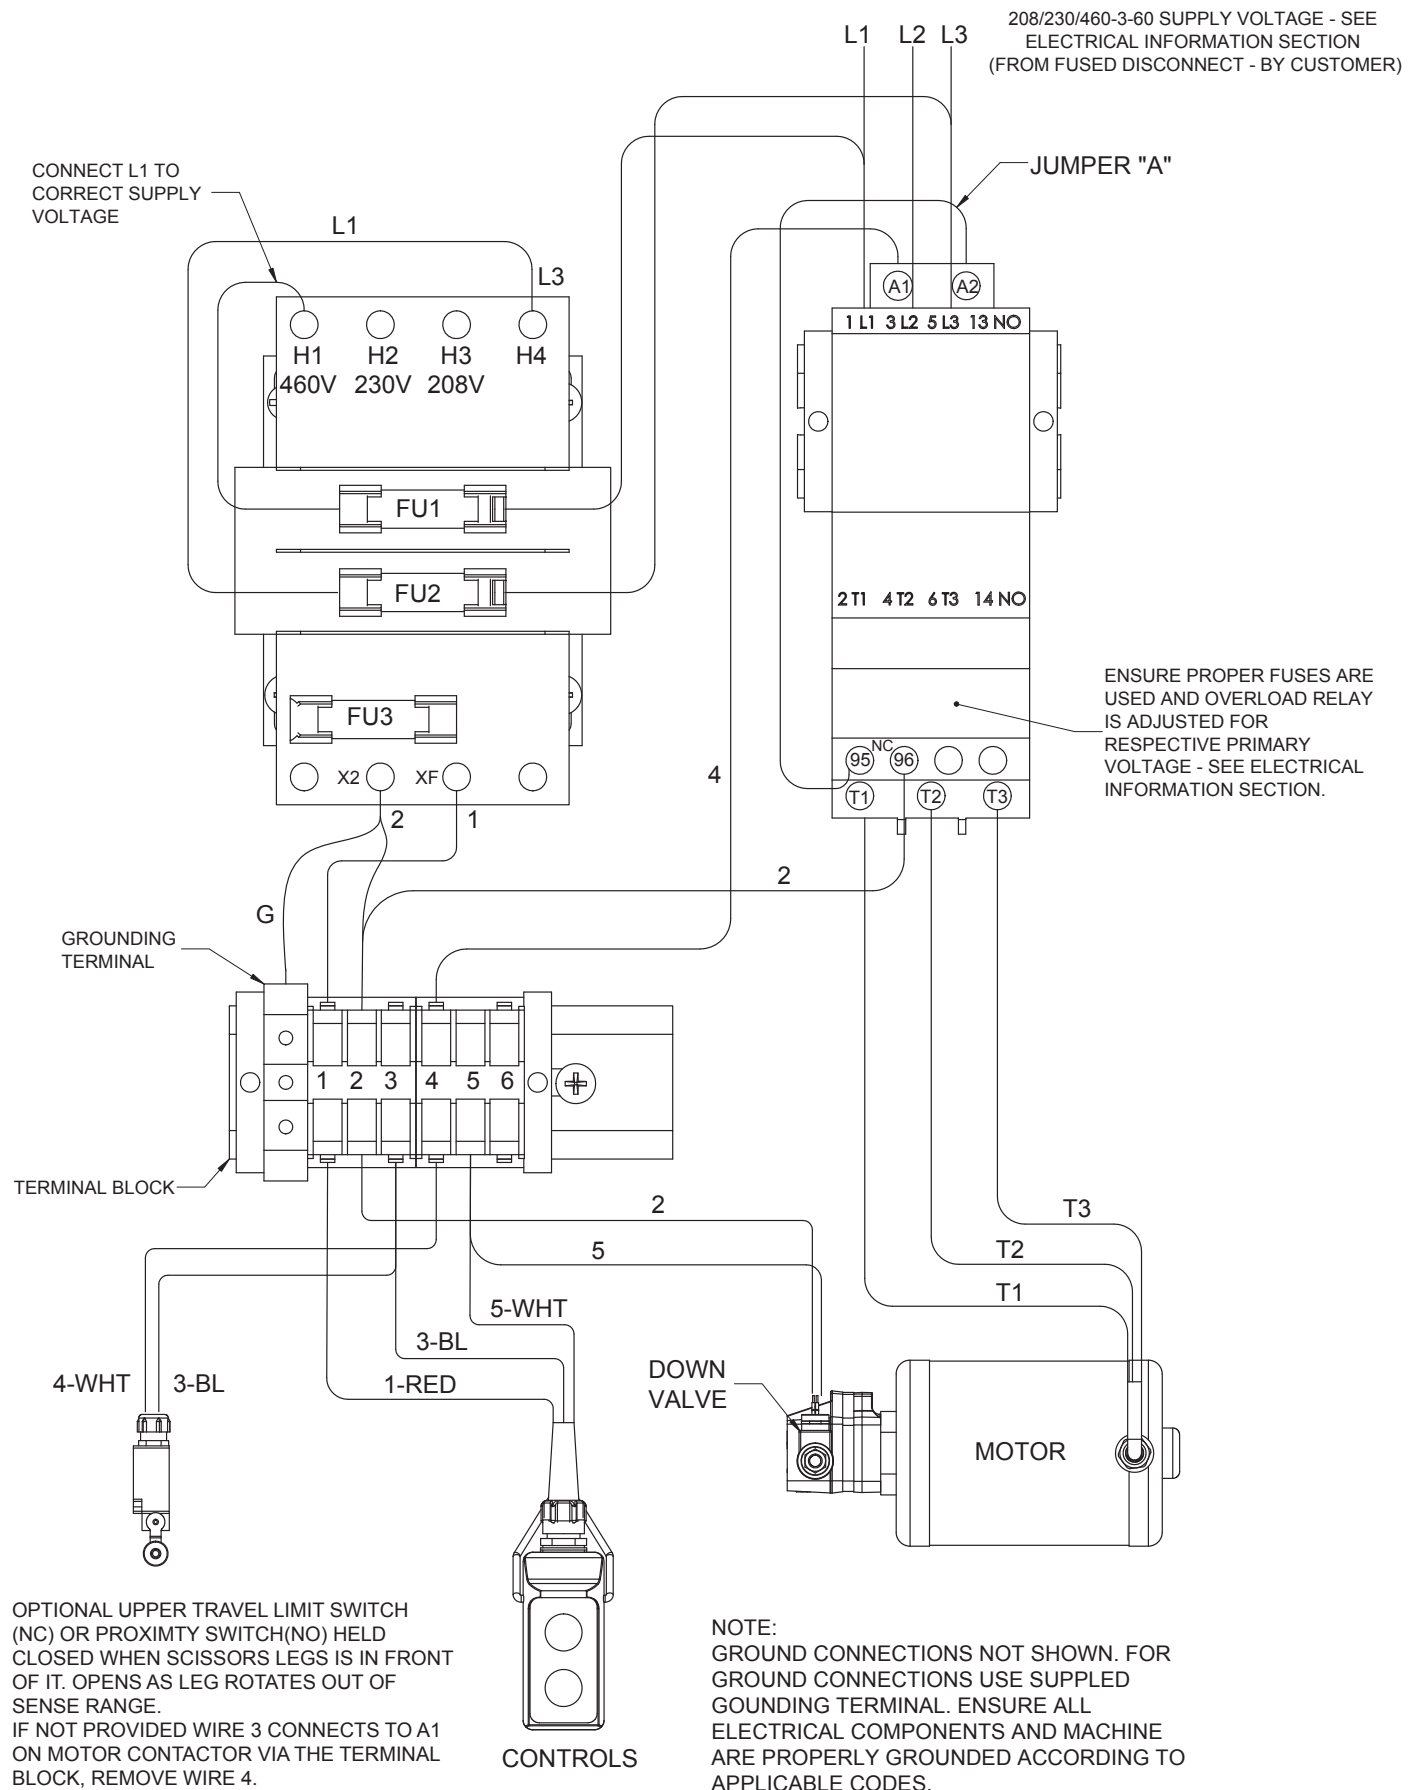 208/230/460-3-60 SUPPLY VOLTAGE - SEE
ELECTRICAL INFORMATION SECTION
(FROM FUSED DISCONNECT - BY CUSTOMER)
L1 L2 L3
JUMPER "A"
CONNECT L1 TO
CORRECT SUPPLY
VOLTAGE
L1
L3
A1 A2
1 L1 3 L2 5 L3 13 NO
H1 H2 H3 H4
460V 230V 208V
FU1
FU2
2 T1 4 T2 6 T3 14 NO
ENSURE PROPER FUSES ARE
USED AND OVERLOAD RELAY
IS ADJUSTED FOR
RESPECTIVE PRIMARY
VOLTAGE - SEE ELECTRICAL
INFORMATION SECTION.
FU3
X2 XF
4
95 NC 96
T1 T2 T3
2 1
2
G
GROUNDING
TERMINAL
1 2 3 4 5 6
TERMINAL BLOCK
2
5
T3
T2
T1
5-WHT
3-BL
1-RED
4-WHT 3-BL
DOWN
VALVE
MOTOR
OPTIONAL UPPER TRAVEL LIMIT SWITCH
(NC) OR PROXIMTY SWITCH(NO) HELD
CLOSED WHEN SCISSORS LEGS IS IN FRONT
OF IT. OPENS AS LEG ROTATES OUT OF
SENSE RANGE.
IF NOT PROVIDED WIRE 3 CONNECTS TO A1
ON MOTOR CONTACTOR VIA THE TERMINAL
BLOCK, REMOVE WIRE 4.
CONTROLS
NOTE:
GROUND CONNECTIONS NOT SHOWN. FOR
GROUND CONNECTIONS USE SUPPLED
GOUNDING TERMINAL. ENSURE ALL
ELECTRICAL COMPONENTS AND MACHINE
ARE PROPERLY GROUNDED ACCORDING TO
APPLICABLE CODES.